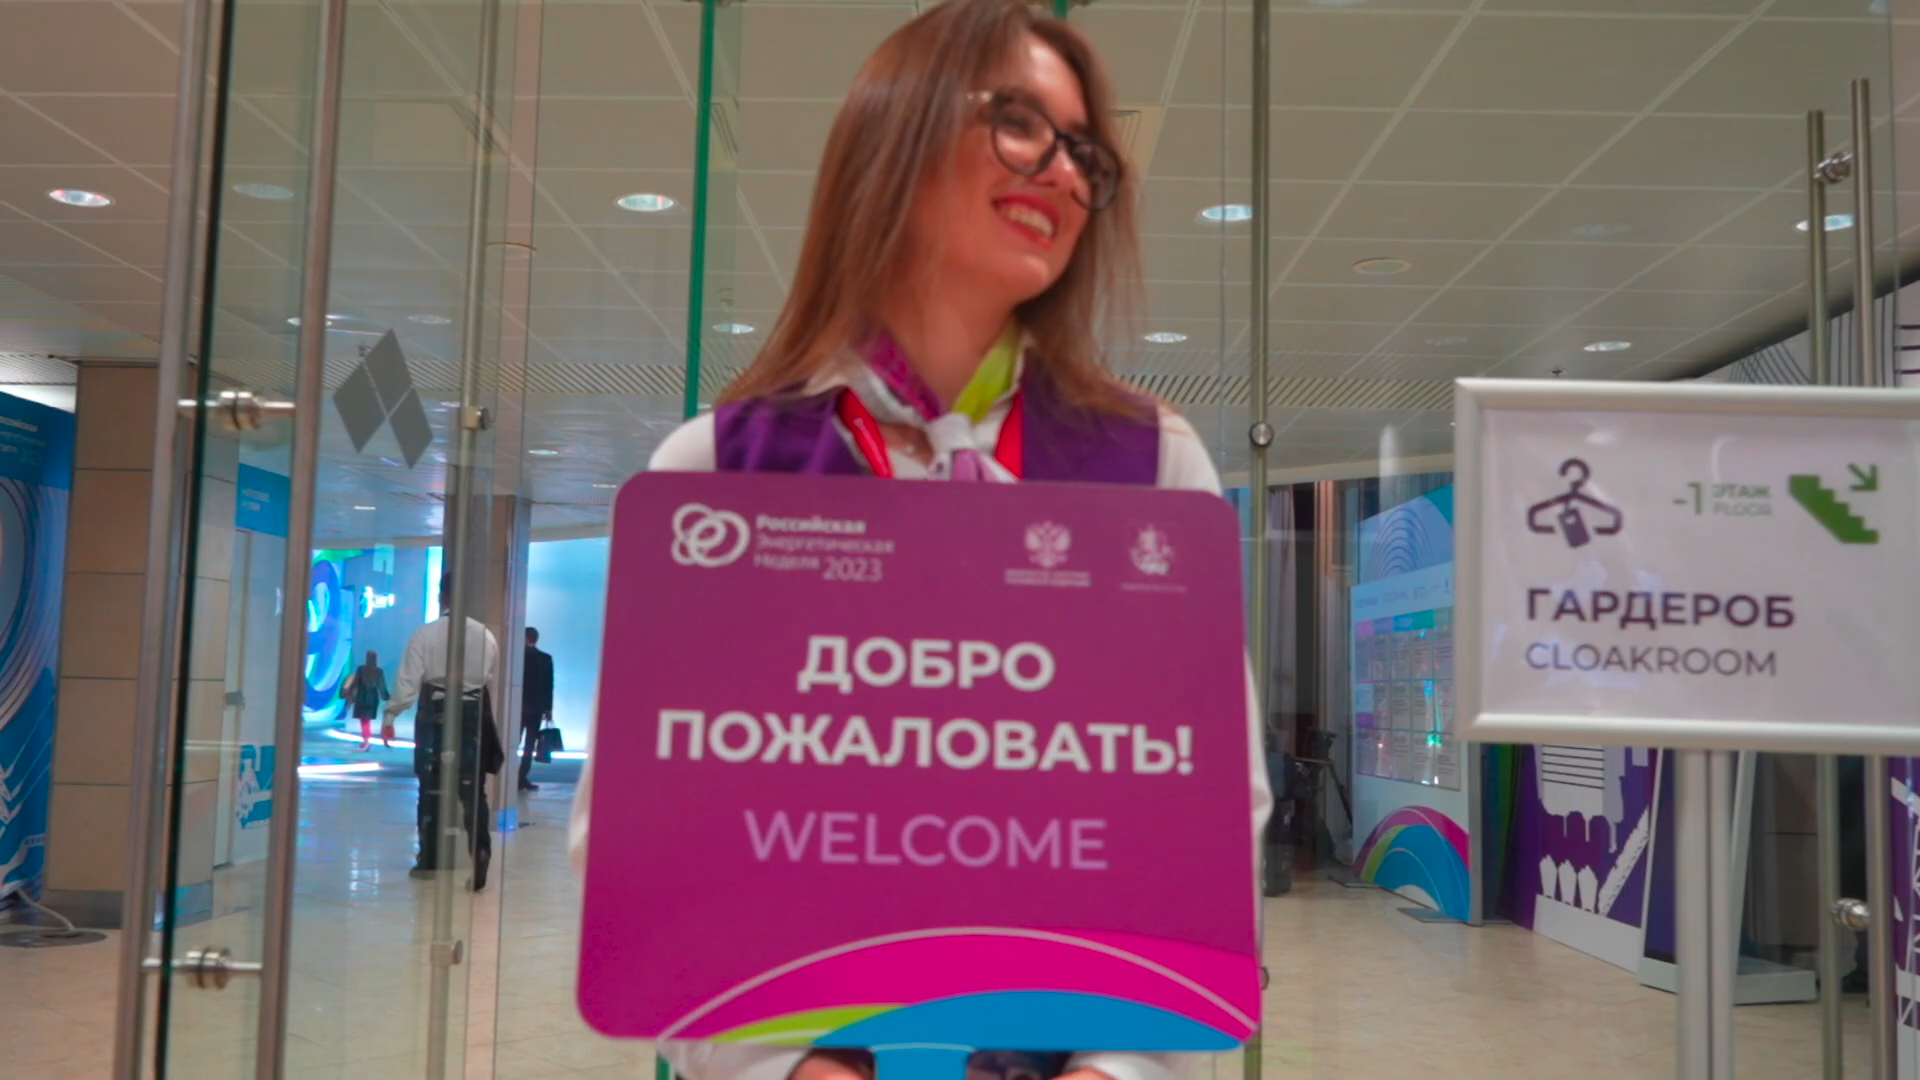 Российская
Энергетическая
Неделя 2023
ДОБРО
ПОЖАЛОВАТЬ!
WELCOME
-1 ЭТАЖ
FLOOR
ГАРДЕРОБ
CLOAKROOM